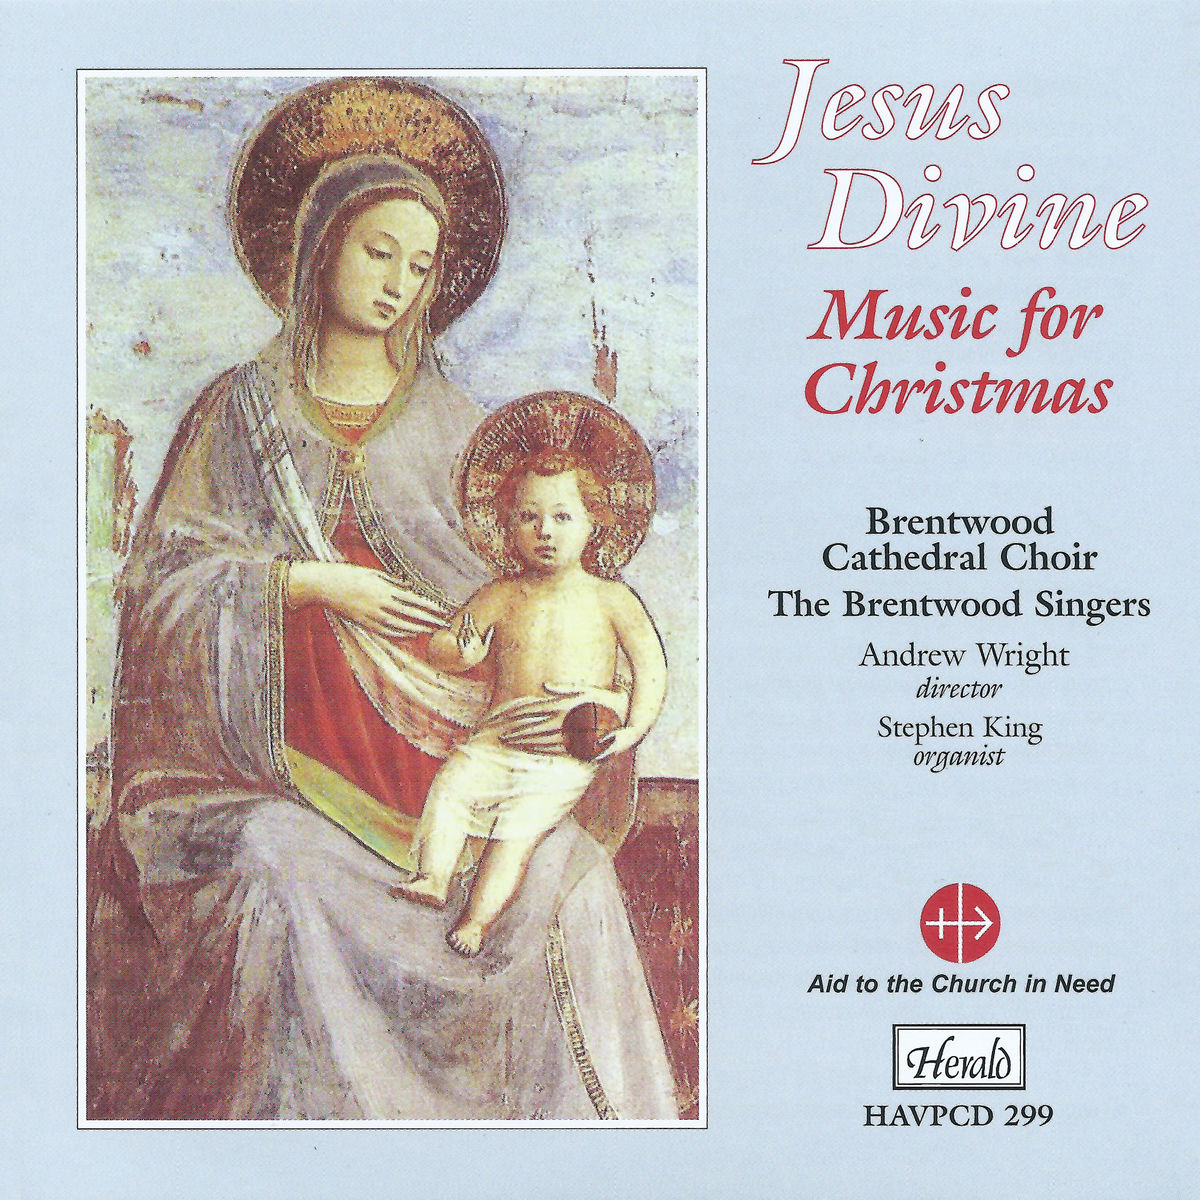 Jesus
Divine
Music for
Christmas
Brentwood
Cathedral Choir
The Brentwood Singers
Andrew Wright
director
Stephen King
organist
Aid to the Church in Need
Herald
HAVPCD 299